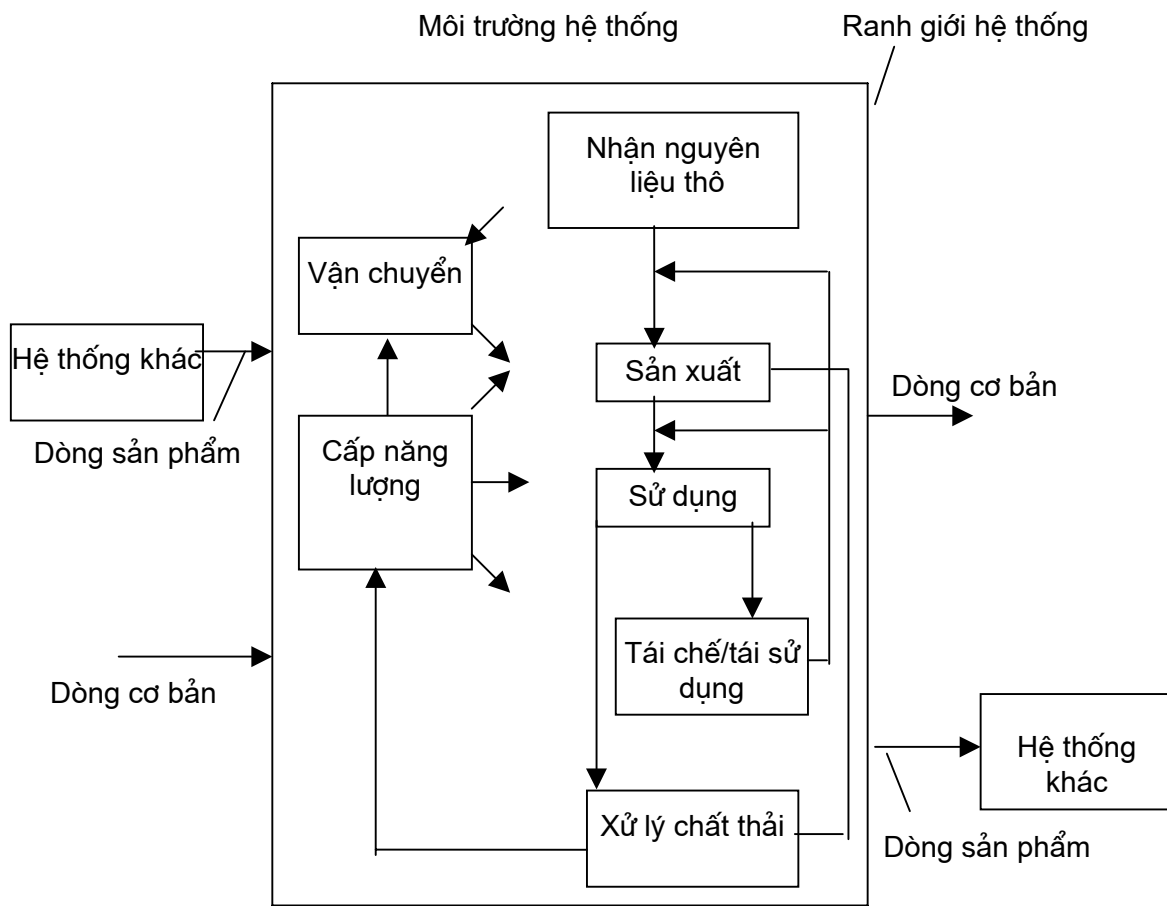 Môi trường hệ thống
Ranh giới hệ thống
Nhận nguyên
liệu thô
Vận chuyển
Hệ thống khác
Sản xuất
Dòng cơ bản
Dòng sản phẩm
Cấp năng
lượng
Sử dụng
Tái chế/tái sử
dụng
Dòng cơ bản
Hệ thống
khác
Xử lý chất thải
Dòng sản phẩm